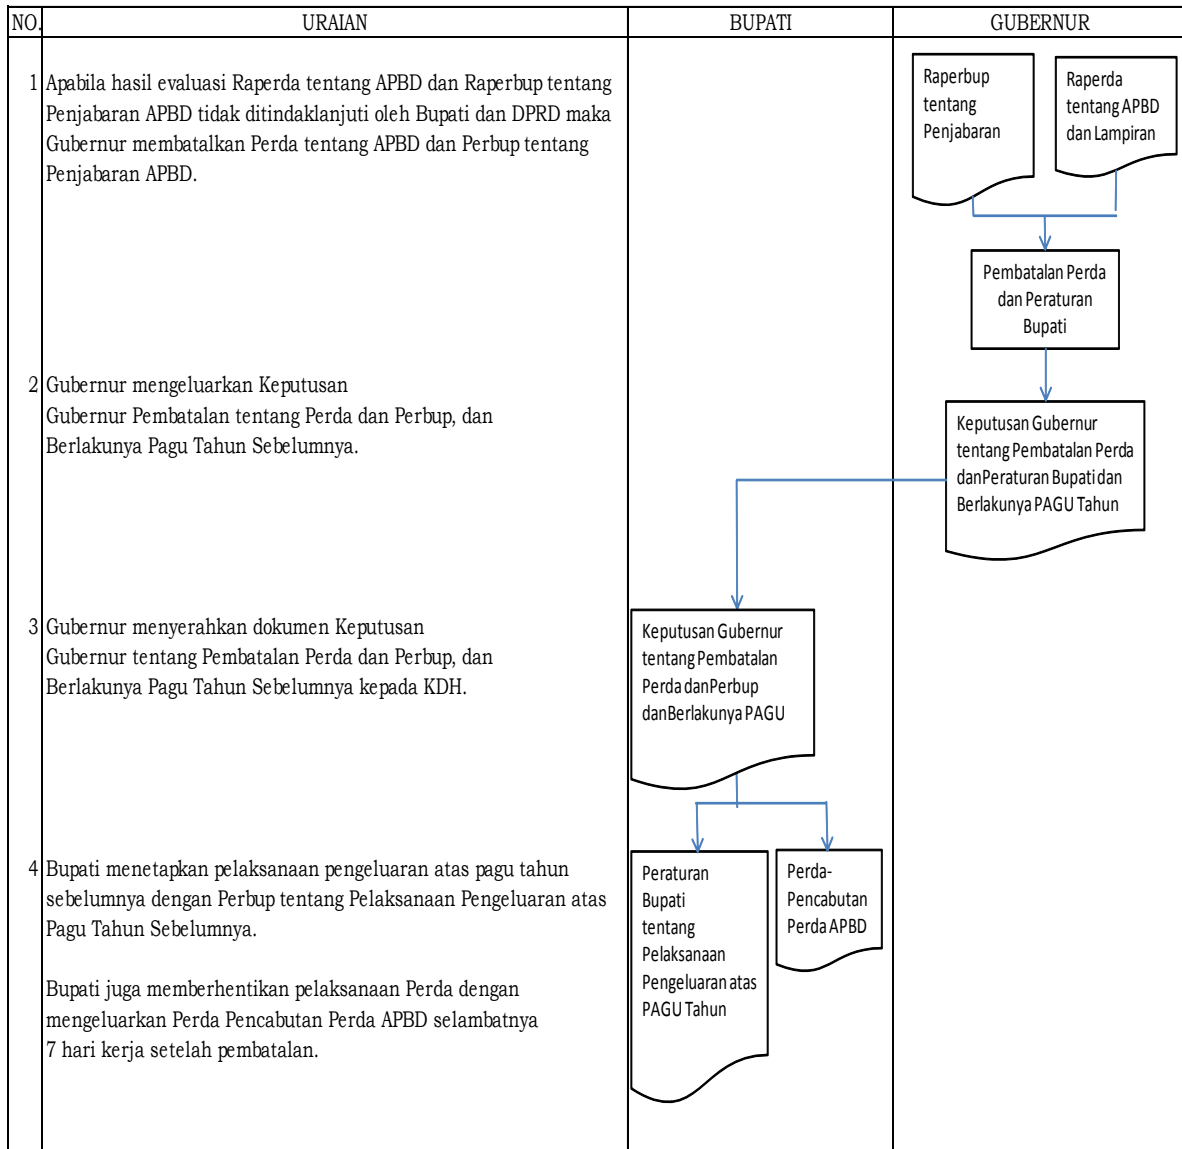 NO. URAIAN BUPATI GUBERNUR
1 Apabila hasil evaluasi Raperda tentang APBD dan Raperbup tentang
Penjabaran APBD tidak ditindaklanjuti oleh Bupati dan DPRD maka
Gubernur membatalkan Perda tentang APBD dan Perbup tentang
Penjabaran APBD.
Raperbup
tentang
Penjabaran
Raperda
tentang APBD
dan Lampiran
Pembatalan Perda
dan Peraturan
Bupati
2 Gubernur mengeluarkan Keputusan
Gubernur Pembatalan tentang Perda dan Perbup, dan
Berlakunya Pagu Tahun Sebelumnya.
Keputusan Gubernur
tentang Pembatalan Perda
danPeraturan Bupati dan
Berlakunya PAGU Tahun
3 Gubernur menyerahkan dokumen Keputusan
Gubernur tentang Pembatalan Perda dan Perbup, dan
Berlakunya Pagu Tahun Sebelumnya kepada KDH.
Keputusan Gubernur
tentang Pembatalan
Perda danPerbup
danBerlakunya PAGU
4 Bupati menetapkan pelaksanaan pengeluaran atas pagu tahun
sebelumnya dengan Perbup tentang Pelaksanaan Pengeluaran atas
Pagu Tahun Sebelumnya.
Bupati juga memberhentikan pelaksanaan Perda dengan
mengeluarkan Perda Pencabutan Perda APBD selambatnya
7 hari kerja setelah pembatalan.
Peraturan
Bupati
tentang
Pelaksanaan
Pengeluaran atas
PAGU Tahun
Perda-
Pencabutan
Perda APBD